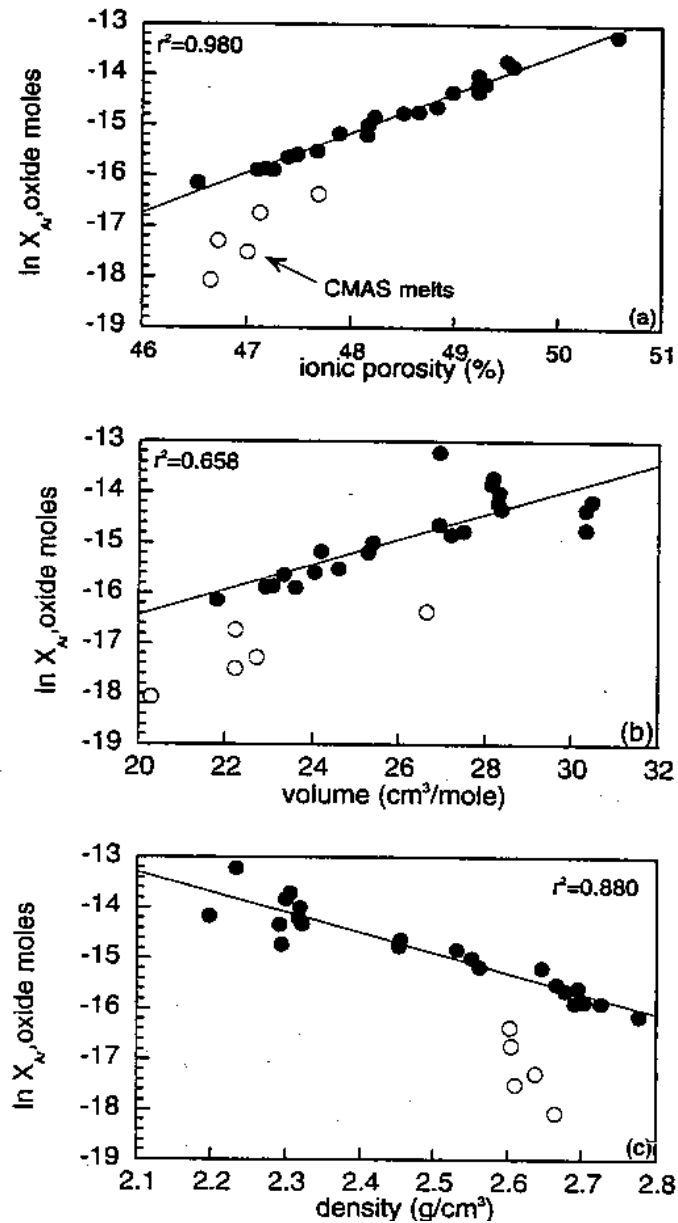 -13
r²=0.980
-14
-15
-16
-17
-18
-19
ln X_Ar,oxide moles
CMAS melts
(a)
46 47 48 49 50 51
ionic porosity (%)
-13
r²=0.658
-14
-15
-16
-17
-18
-19
ln X_Ar,oxide moles
(b)
20 22 24 26 28 30 32
volume (cm³/mole)
-13
r²=0.880
-14
-15
-16
-17
-18
-19
ln X_Ar,oxide moles
(c)
2.1 2.2 2.3 2.4 2.5 2.6 2.7 2.8
density (g/cm³)